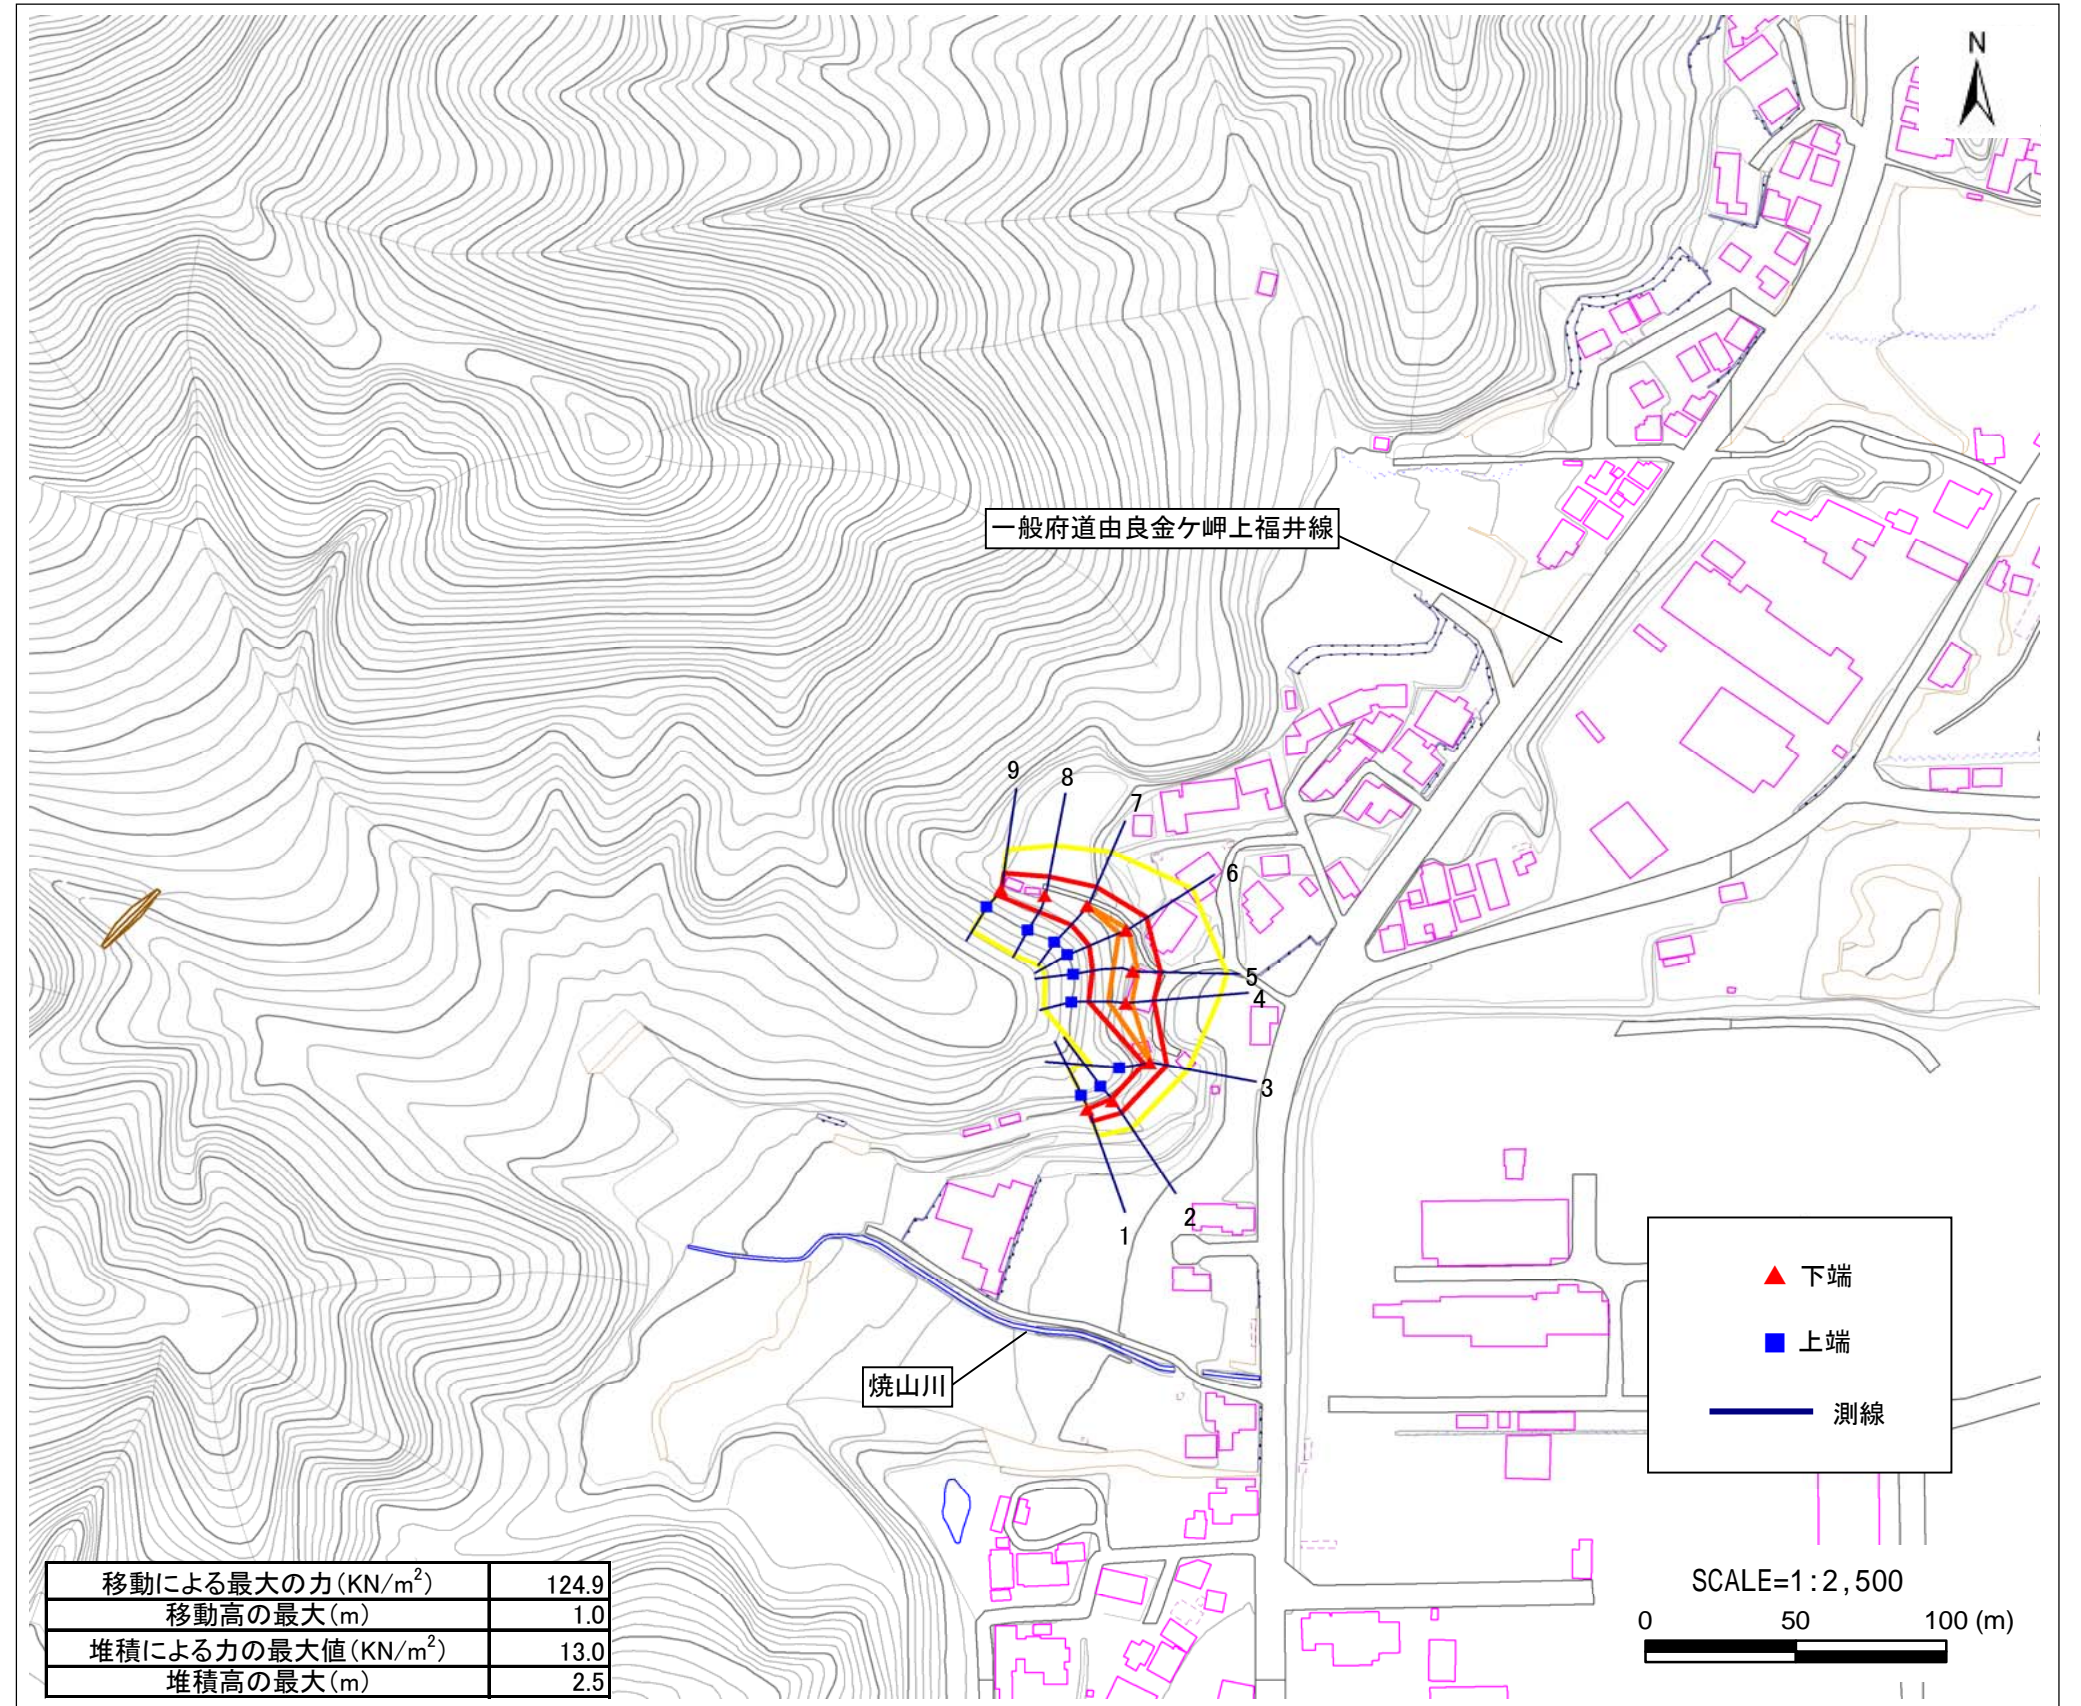 N
一般府道由良金ケ岬上福井線
9
8
7
6
5
4
3
2
1
焼山川
下端
上端
測線
移動による最大の力(KN/m²) 124.9
移動高の最大(m) 1.0
堆積による力の最大値(KN/m²) 13.0
堆積高の最大(m) 2.5
SCALE=1:2,500
0 50 100 (m)